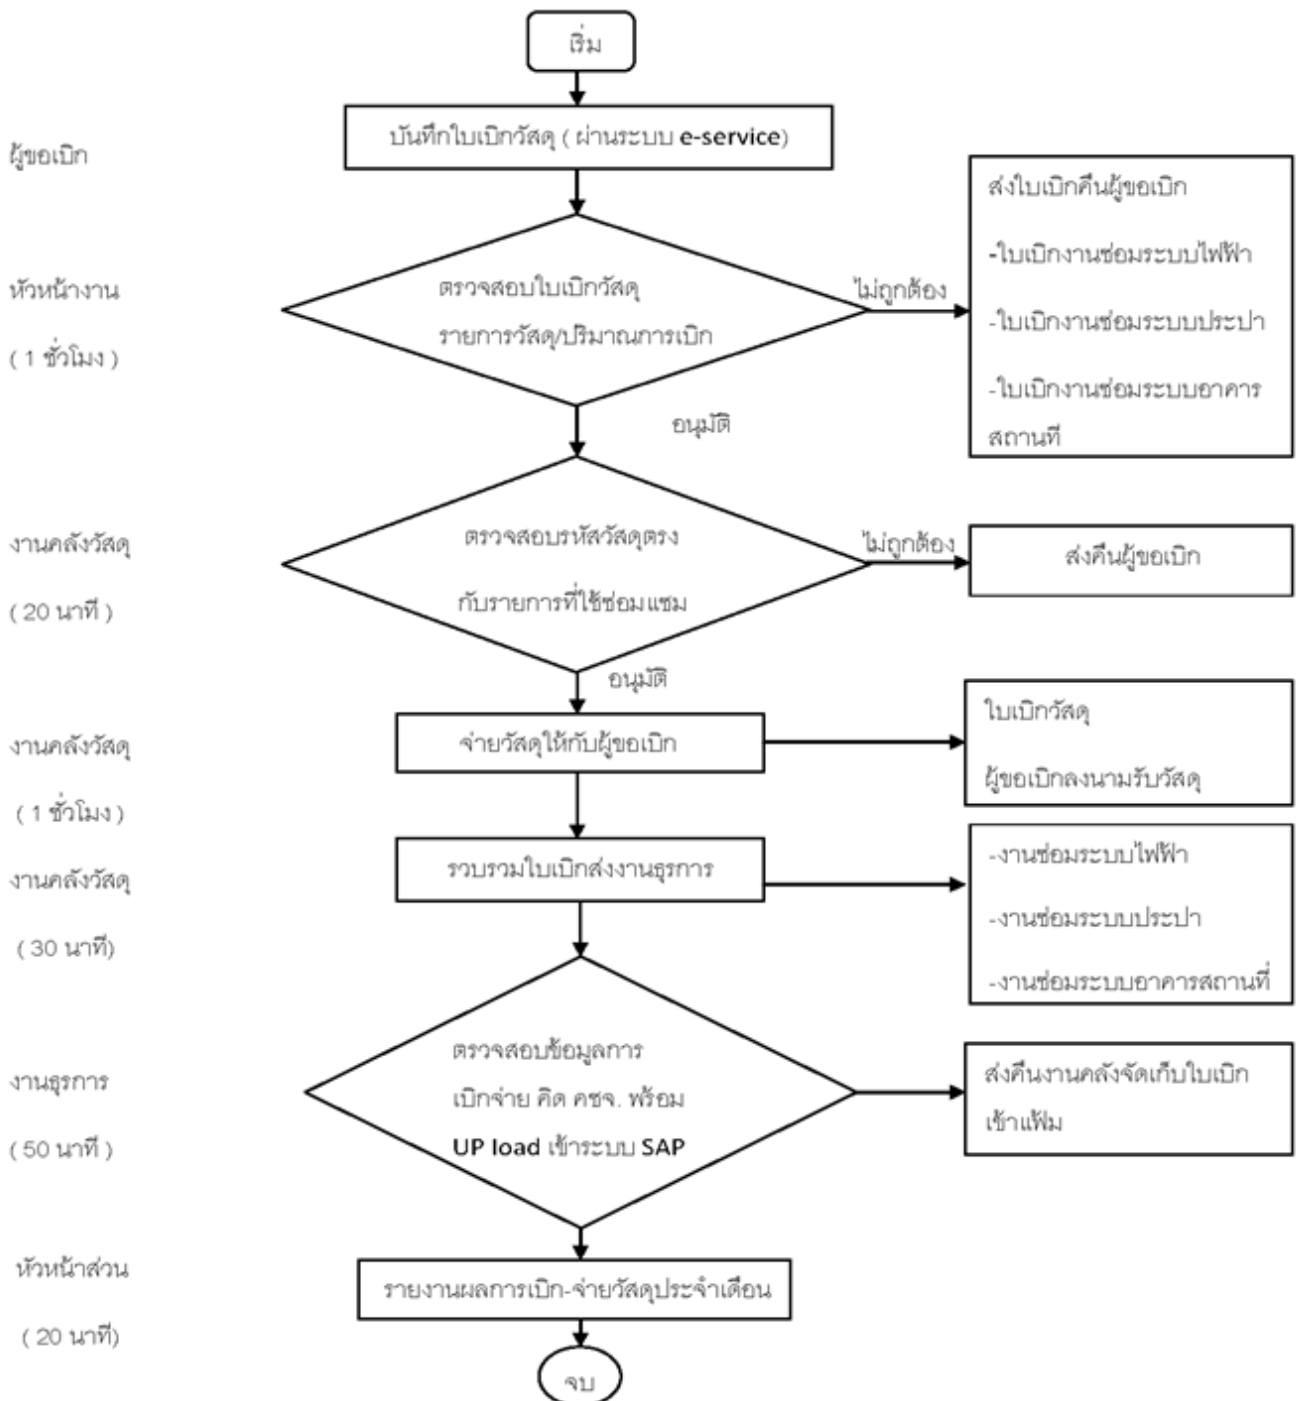 เริ่ม
บันทึกใบเบิกวัสดุ ( ผ่านระบบ e-service)
ผู้ขอเบิก
ส่งใบเบิกคืนผู้ขอเบิก
-ใบเบิกงานซ่อมระบบไฟฟ้า
-ใบเบิกงานซ่อมระบบประปา
-ใบเบิกงานซ่อมระบบอาคาร
สถานที่
หัวหน้างาน
( 1 ชั่วโมง )
ตรวจสอบใบเบิกวัสดุ
รายการวัสดุ/ปริมาณการเบิก
ไม่ถูกต้อง
อนุมัติ
งานคลังวัสดุ
( 20 นาที )
ตรวจสอบรหัสวัสดุตรง
กับรายการที่ใช้ซ่อมแซม
ไม่ถูกต้อง
ส่งคืนผู้ขอเบิก
อนุมัติ
งานคลังวัสดุ
( 1 ชั่วโมง )
จ่ายวัสดุให้กับผู้ขอเบิก
ใบเบิกวัสดุ
ผู้ขอเบิกลงนามรับวัสดุ
งานคลังวัสดุ
( 30 นาที)
รวบรวมใบเบิกส่งงานธุรการ
-งานซ่อมระบบไฟฟ้า
-งานซ่อมระบบประปา
-งานซ่อมระบบอาคารสถานที่
งานธุรการ
( 50 นาที )
ตรวจสอบข้อมูลการ
เบิกจ่าย คิด คชจ. พร้อม
UP load เข้าระบบ SAP
ส่งคืนงานคลังจัดเก็บใบเบิก
เข้าแฟ้ม
หัวหน้าส่วน
( 20 นาที)
รายงานผลการเบิก-จ่ายวัสดุประจำเดือน
จบ